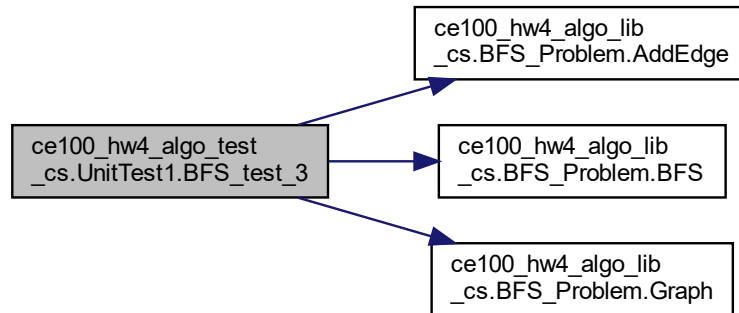 ce100_hw4_algo_test
_cs.UnitTest1.BFS_test_3
ce100_hw4_algo_lib
_cs.BFS_Problem.AddEdge
ce100_hw4_algo_lib
_cs.BFS_Problem.BFS
ce100_hw4_algo_lib
_cs.BFS_Problem.Graph